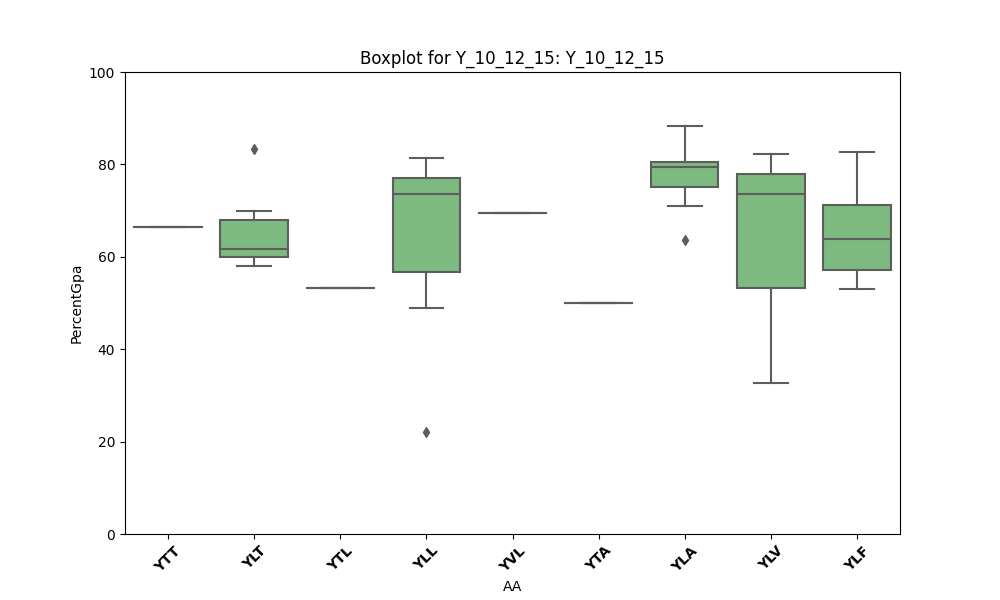 Boxplot for Y_10_12_15: Y_10_12_15
100
80
60
40
20
0
PercentGpa
YTT YLT YTL YLL YVL YTA YLA YLV YLF
AA